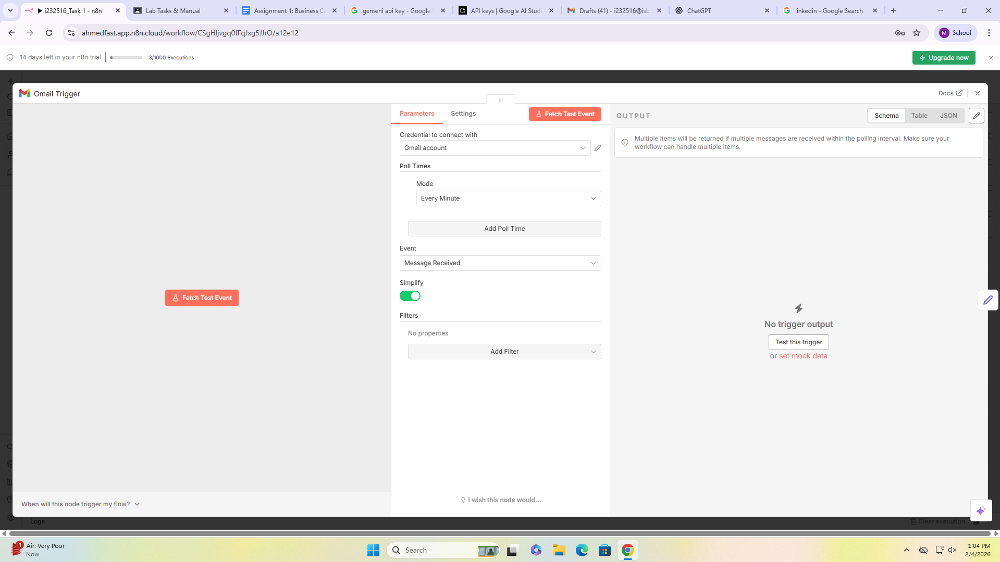 i232516_Task 1 - n8n
Lab Tasks & Manual
Assignment 1: Business Ca
gemeni api key - Google S
API keys | Google AI Studi
Drafts (41) - i232516@isb
ChatGPT
linkedin - Google Search
ahmedfast.app.n8n.cloud/workflow/CSgHIjvgq0fFqJxg5JJrO/a12e12
M School
14 days left in your n8n trial
3/1000 Executions
Upgrade now
Gmail Trigger
Docs
Parameters
Settings
Fetch Test Event
OUTPUT
Schema
Table
JSON
Credential to connect with
Gmail account
Multiple items will be returned if multiple messages are received within the polling interval. Make sure your
workflow can handle multiple items.
Poll Times
Mode
Every Minute
Add Poll Time
Event
Message Received
Simplify
Fetch Test Event
Filters
No properties
Add Filter
No trigger output
Test this trigger
or set mock data
I wish this node would...
When will this node trigger my flow?
Logs
Clear execution
1
Air: Very Poor
Now
Search
1:04 PM
2/4/2026